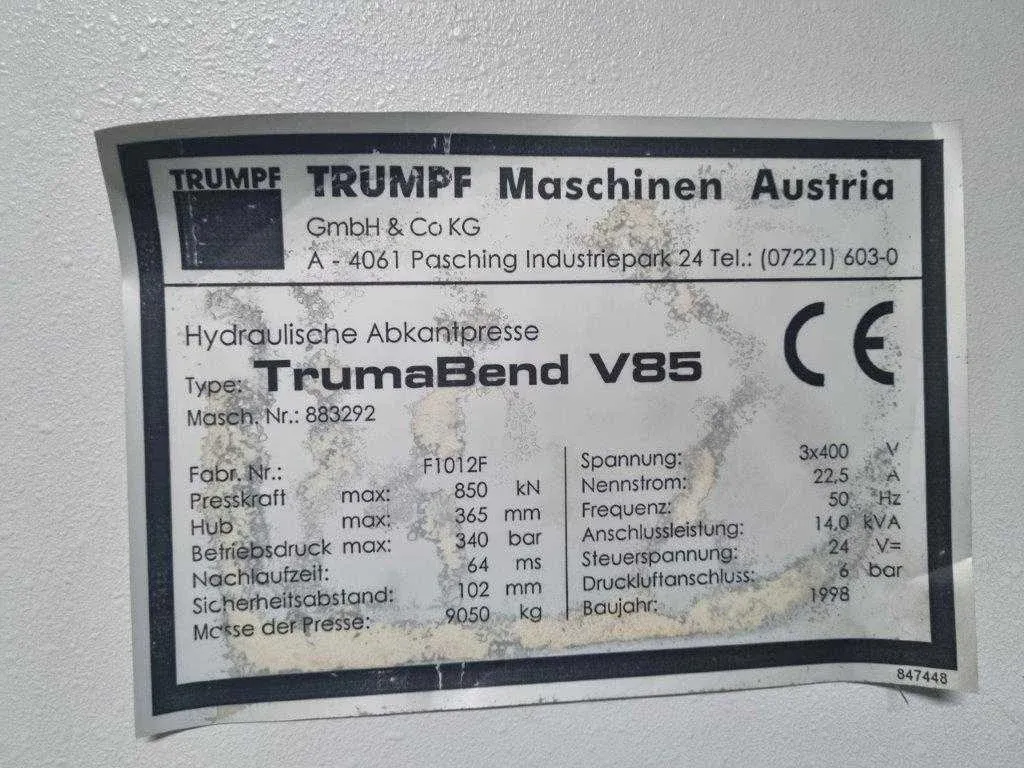 TRUMPF
TRUMPF Maschinen Austria
GmbH & Co KG
A - 4061 Pasching Industriepark 24 Tel.: (07221) 603-0
Hydraulische Abkantpresse
Type: TrumaBend V85
CE
Masch. Nr.: 883292
Fabr. Nr.: F1012F
Presskraft max: 850 kN
Hub max: 365 mm
Betriebsdruck max: 340 bar
Nachlaufzeit: 64 ms
Sicherheitsabstand: 102 mm
Masse der Presse: 9050 kg
Spannung: 3x400 V
Nennstrom: 22,5 A
Frequenz: 50 Hz
Anschlussleistung: 14,0 kVA
Steuerspannung: 24 V=
Druckluftanschluss: 6 bar
Baujahr: 1998
847448